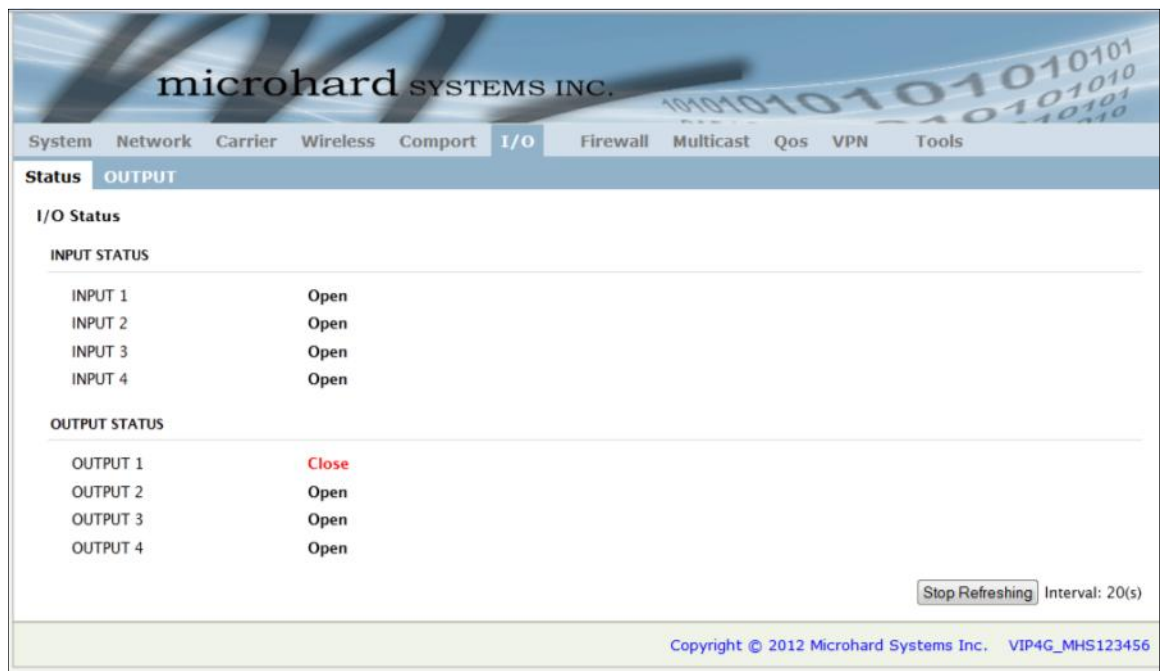 microhard SYSTEMS INC.
System Network Carrier Wireless Comport I/O Firewall Multicast Qos VPN Tools
Status OUTPUT
I/O Status
INPUT STATUS
INPUT 1 Open
INPUT 2 Open
INPUT 3 Open
INPUT 4 Open
OUTPUT STATUS
OUTPUT 1 Close
OUTPUT 2 Open
OUTPUT 3 Open
OUTPUT 4 Open
Stop Refreshing Interval: 20(s)
Copyright © 2012 Microhard Systems Inc. VIP4G_MHS123456